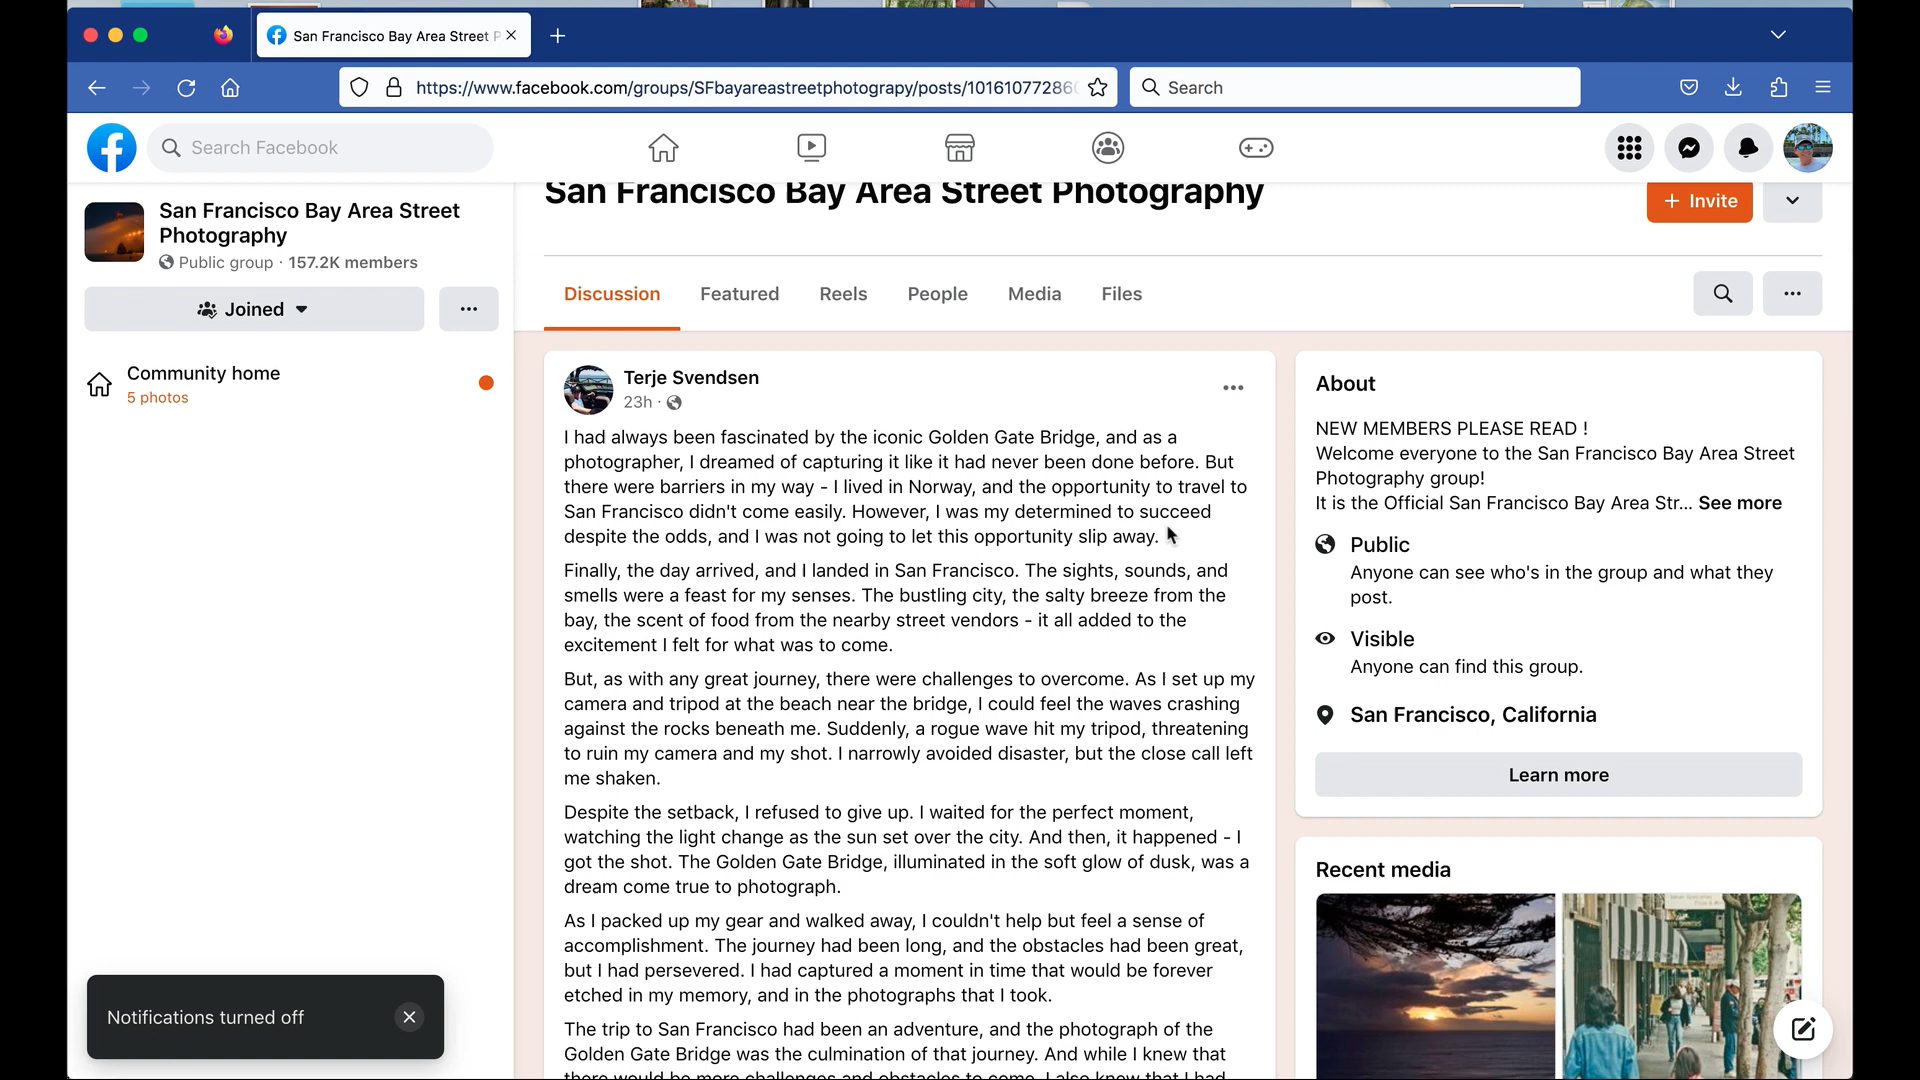 San Francisco Bay Area Street P
https://www.facebook.com/groups/SFbayareastreetphotograpy/posts/1016107728
Search
Search Facebook
San Francisco Bay Area Street
Photography
Public group · 157.2K members
Joined
Community home
5 photos
Notifications turned off
San Francisco Bay Area Street Photography
+ Invite
Discussion
Featured
Reels
People
Media
Files
Terje Svendsen
23h ·
I had always been fascinated by the iconic Golden Gate Bridge, and as a
photographer, I dreamed of capturing it like it had never been done before. But
there were barriers in my way - I lived in Norway, and the opportunity to travel to
San Francisco didn't come easily. However, I was my determined to succeed
despite the odds, and I was not going to let this opportunity slip away.
Finally, the day arrived, and I landed in San Francisco. The sights, sounds, and
smells were a feast for my senses. The bustling city, the salty breeze from the
bay, the scent of food from the nearby street vendors - it all added to the
excitement I felt for what was to come.
But, as with any great journey, there were challenges to overcome. As I set up my
camera and tripod at the beach near the bridge, I could feel the waves crashing
against the rocks beneath me. Suddenly, a rogue wave hit my tripod, threatening
to ruin my camera and my shot. I narrowly avoided disaster, but the close call left
me shaken.
Despite the setback, I refused to give up. I waited for the perfect moment,
watching the light change as the sun set over the city. And then, it happened - I
got the shot. The Golden Gate Bridge, illuminated in the soft glow of dusk, was a
dream come true to photograph.
As I packed up my gear and walked away, I couldn't help but feel a sense of
accomplishment. The journey had been long, and the obstacles had been great,
but I had persevered. I had captured a moment in time that would be forever
etched in my memory, and in the photographs that I took.
The trip to San Francisco had been an adventure, and the photograph of the
Golden Gate Bridge was the culmination of that journey. And while I knew that
there would be more challenges and obstacles to come, I also knew that I had
About
NEW MEMBERS PLEASE READ !
Welcome everyone to the San Francisco Bay Area Street
Photography group!
It is the Official San Francisco Bay Area Str... See more
Public
Anyone can see who's in the group and what they
post.
Visible
Anyone can find this group.
San Francisco, California
Learn more
Recent media